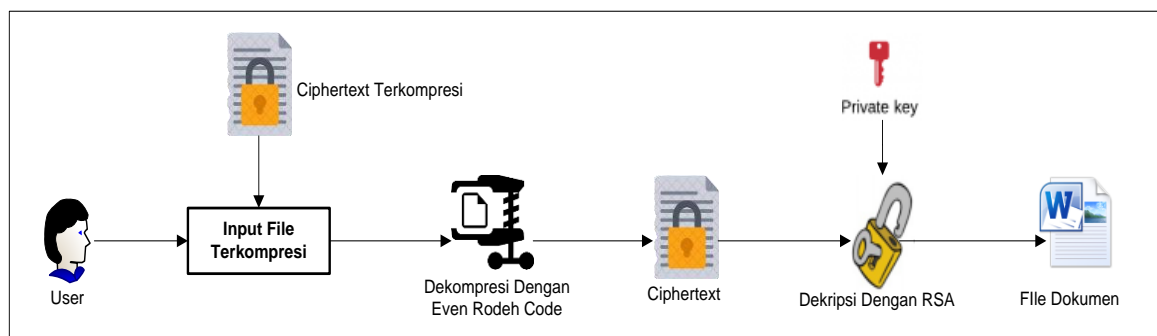 Ciphertext Terkompresi
Private key
Input File
Terkompresi
User
Dekompresi Dengan
Even Rodeh Code
Ciphertext
Dekripsi Dengan RSA
W
FIle Dokumen